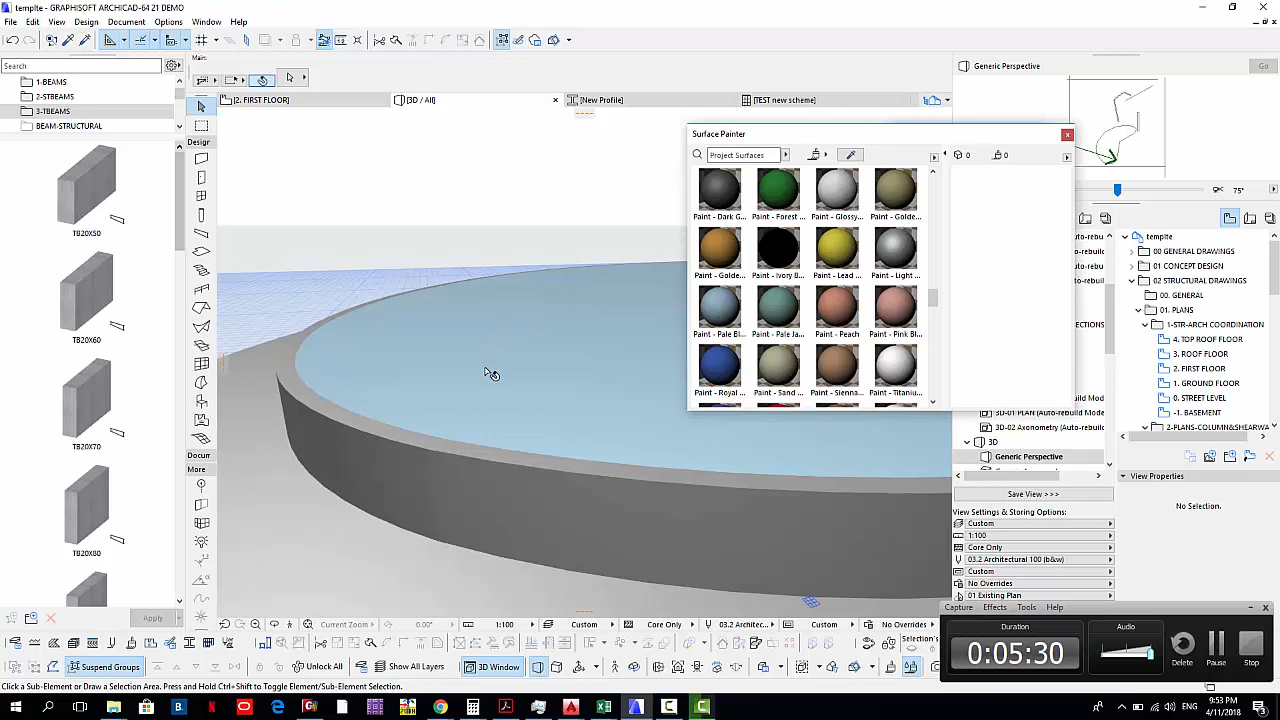 templte - GRAPHISOFT ARCHICAD-64 21 DEMO
File Edit View Design Document Options Window Help
Main:
Search
1-BEAMS
2-STBEAMS
3-TBEAMS
BEAM-STRUCTURAL
TB20X50
TB20X60
TB20X70
TB20X80
Apply
[2. FIRST FLOOR]
[3D / All]
[New Profile]
[TEST new scheme]
Design
Docum
More
Surface Painter
Project Surfaces
0
0
Paint - Dark G...
Paint - Forest ...
Paint - Glossy...
Paint - Golde...
Paint - Golde...
Paint - Ivory B...
Paint - Lead ...
Paint - Light ...
Paint - Pale Bl...
Paint - Pale Ja...
Paint - Peach
Paint - Pink Bl...
Paint - Royal ...
Paint - Sand ...
Paint - Sienna...
Paint - Titaniu...
Generic Perspective
Go
75°
templte
00 GENERAL DRAWINGS
01 CONCEPT DESIGN
02 STRUCTURAL DRAWINGS
00. GENERAL
01. PLANS
1-STR-ARCH COORDINATION
4. TOP ROOF FLOOR
3. ROOF FLOOR
2. FIRST FLOOR
1. GROUND FLOOR
0. STREET LEVEL
-1. BASEMENT
2-PLANS-COLUMN&SHEARWA
3D-01 PLAN (Auto-rebuild Mode
3D-02 Axonometry (Auto-rebuild
3D
Generic Perspective
Save View >>>
View Settings & Storing Options:
Custom
1:100
Core Only
03.2 Architectural 100 (b&w)
Custom
No Overrides
01 Existing Plan
View Properties
No Selection.
Capture Effects Tools Help
Duration
0:05:30
Audio
Delete
Pause
Stop
Current Zoom
0.00°
1:100
Custom
Core Only
03.2 Architec...
Custom
No Overrides
Selection's
Suspend Groups
Unlock All
Show All Layers
3D Window
Click a Sub-Element or Draw a Selection Area. Press and Hold Ctrl+Shift to Toggle Element/Sub-Element Selection.
ENG
9:53 PM
4/11/2018